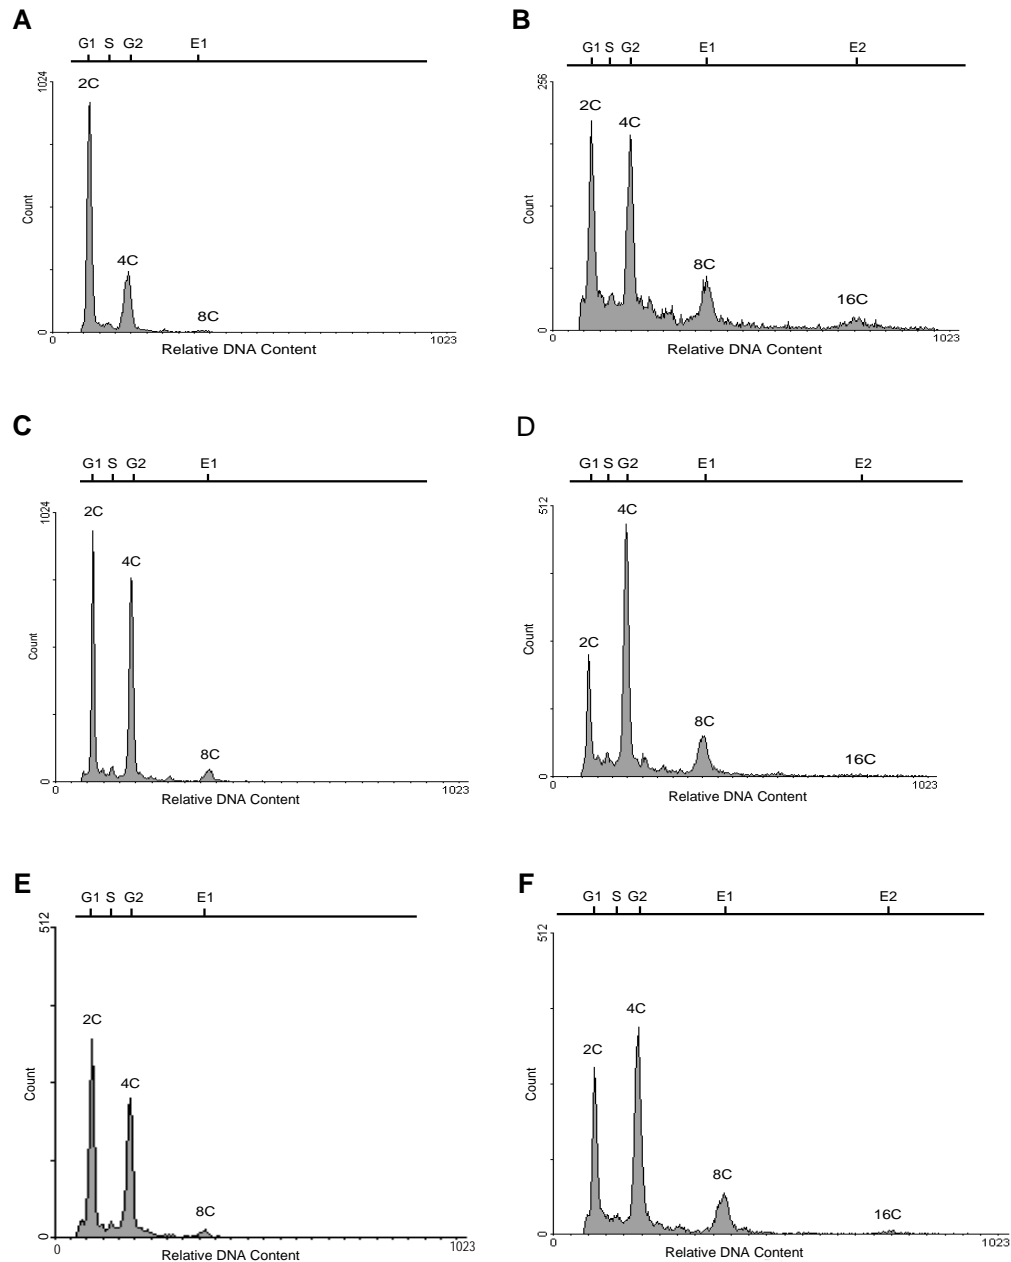 A
G1 S G2 E1
1024
2C
4C
8C
Count
0
0
1023
Relative DNA Content
B
G1 S G2 E1 E2
256
2C
4C
8C
16C
Count
0
0
1023
Relative DNA Content
C
G1 S G2 E1
1024
2C
4C
8C
Count
0
0
1023
Relative DNA Content
D
G1 S G2 E1 E2
512
4C
2C
8C
16C
Count
0
0
1023
Relative DNA Content
E
G1 S G2 E1
512
2C
4C
8C
Count
0
0
1023
Relative DNA Content
F
G1 S G2 E1 E2
512
4C
2C
8C
16C
Count
0
0
1023
Relative DNA Content